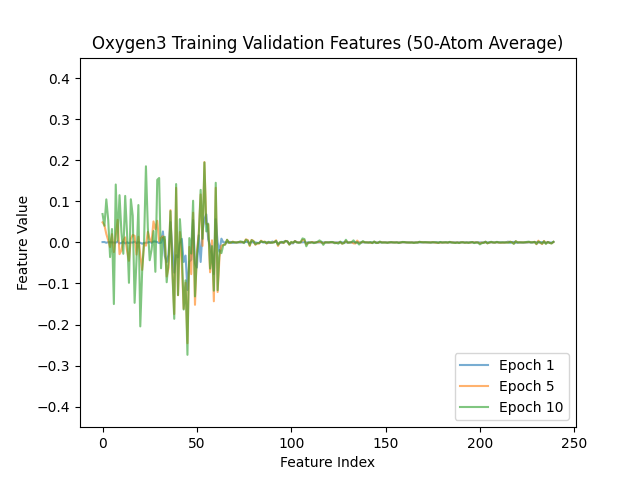 Oxygen3 Training Validation Features (50-Atom Average)
0.4
0.3
0.2
0.1
0.0
−0.1
−0.2
−0.3
−0.4
Feature Value
0 50 100 150 200 250
Feature Index
Epoch 1
Epoch 5
Epoch 10